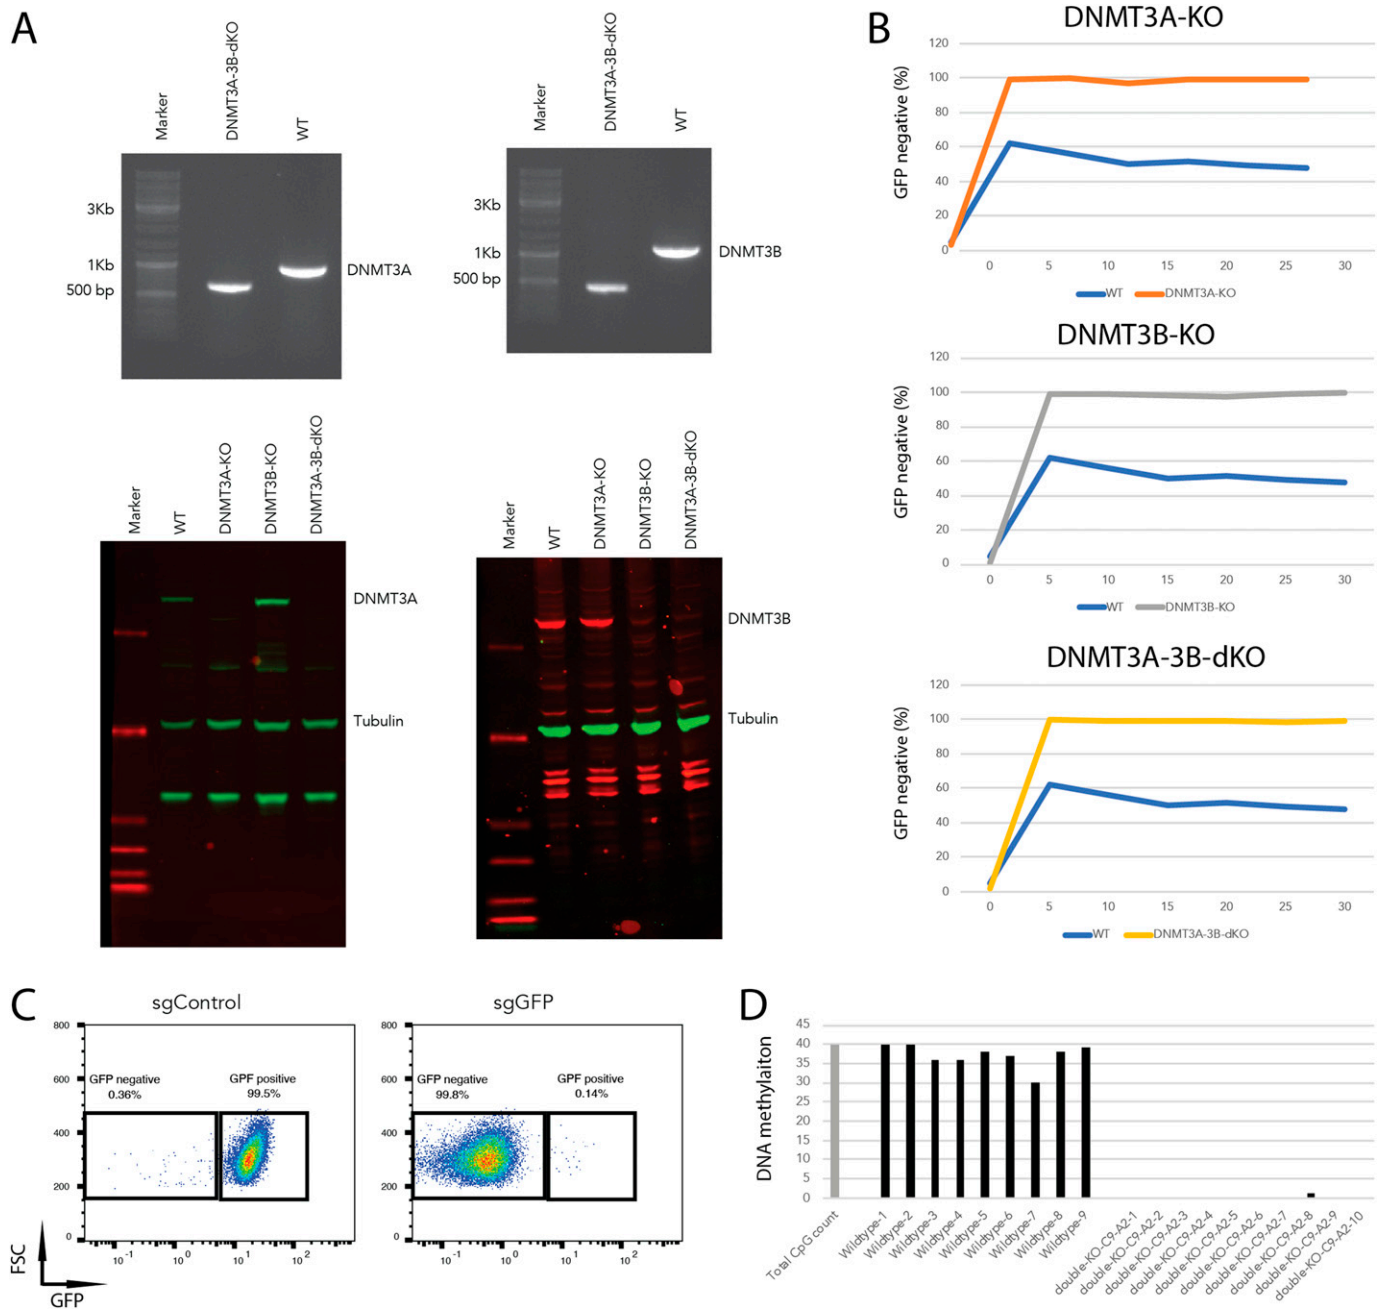 A
Marker
DNMT3A-3B-dKO
WT
3Kb
1Kb
500 bp
DNMT3A
Marker
DNMT3A-3B-dKO
WT
3Kb
1Kb
500 bp
DNMT3B
Marker
WT
DNMT3A-KO
DNMT3B-KO
DNMT3A-3B-dKO
DNMT3A
Tubulin
Marker
WT
DNMT3A-KO
DNMT3B-KO
DNMT3A-3B-dKO
DNMT3B
Tubulin
B
DNMT3A-KO
GFP negative (%)
120
100
80
60
40
20
0
0 5 10 15 20 25 30
WT DNMT3A-KO
DNMT3B-KO
GFP negative (%)
120
100
80
60
40
20
0
0 5 10 15 20 25 30
WT DNMT3B-KO
DNMT3A-3B-dKO
GFP negative (%)
120
100
80
60
40
20
0
0 5 10 15 20 25 30
WT DNMT3A-3B-dKO
C
sgControl
800
600
400
200
0
GFP negative
0.36%
GPF positive
99.5%
10-1 100 101 102
FSC
GFP
sgGFP
800
600
400
200
0
GFP negative
99.8%
GPF positive
0.14%
10-1 100 101 102
D
DNA methylaiton
45
40
35
30
25
20
15
10
5
0
Total CpG count
Wildtype-1
Wildtype-2
Wildtype-3
Wildtype-4
Wildtype-5
Wildtype-6
Wildtype-7
Wildtype-8
Wildtype-9
double-KO-C9-A2-1
double-KO-C9-A2-2
double-KO-C9-A2-3
double-KO-C9-A2-4
double-KO-C9-A2-5
double-KO-C9-A2-6
double-KO-C9-A2-7
double-KO-C9-A2-8
double-KO-C9-A2-9
double-KO-C9-A2-10